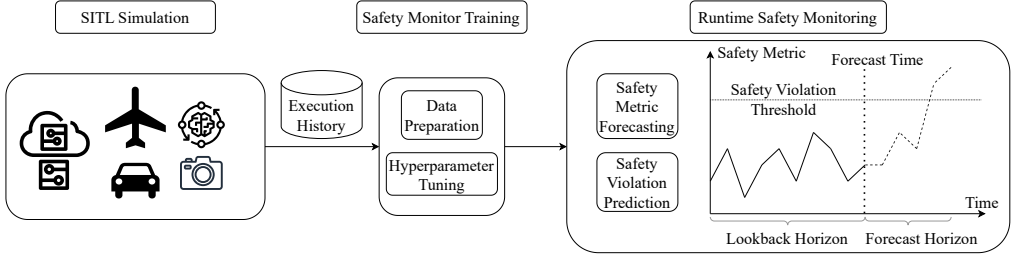 SITL Simulation
Safety Monitor Training
Runtime Safety Monitoring
Execution
History
Data
Preparation
Hyperparameter
Tuning
Safety
Metric
Forecasting
Safety
Violation
Prediction
Safety Metric
Forecast Time
Safety Violation
Threshold
Time
Lookback Horizon
Forecast Horizon